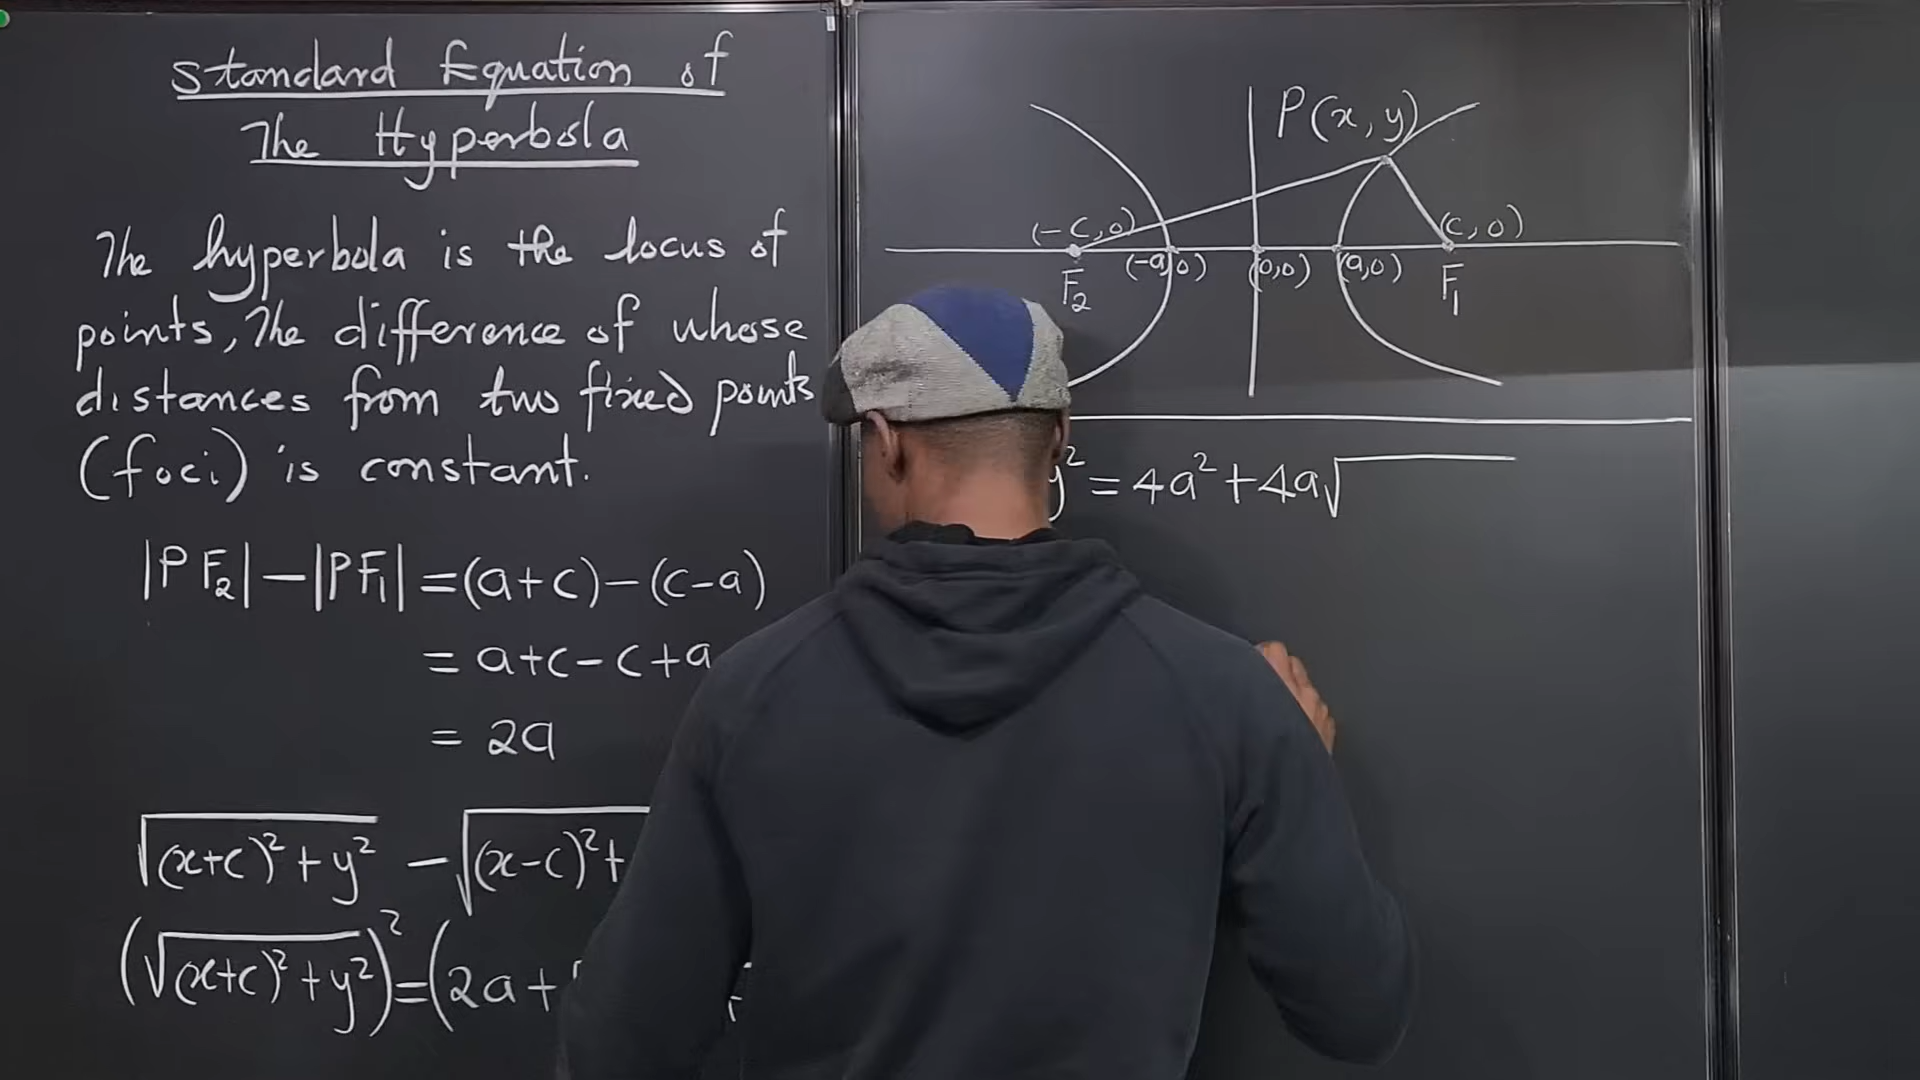 Standard Equation of
The Hyperbola
The hyperbola is the locus of
points, The difference of whose
distances from two fixed points
(foci) is constant.
|PF₂| - |PF₁| = (a+c) - (c-a)
= a+c-c+a
= 2a
√((x+c)² + y²) - √((x-c)² +
(√((x+c)² + y²))² = (2a +
P(x, y)
(-c, 0)
(c, 0)
(-a, 0)
(0,0)
(a, 0)
F₂
F₁
y² = 4a² + 4a√